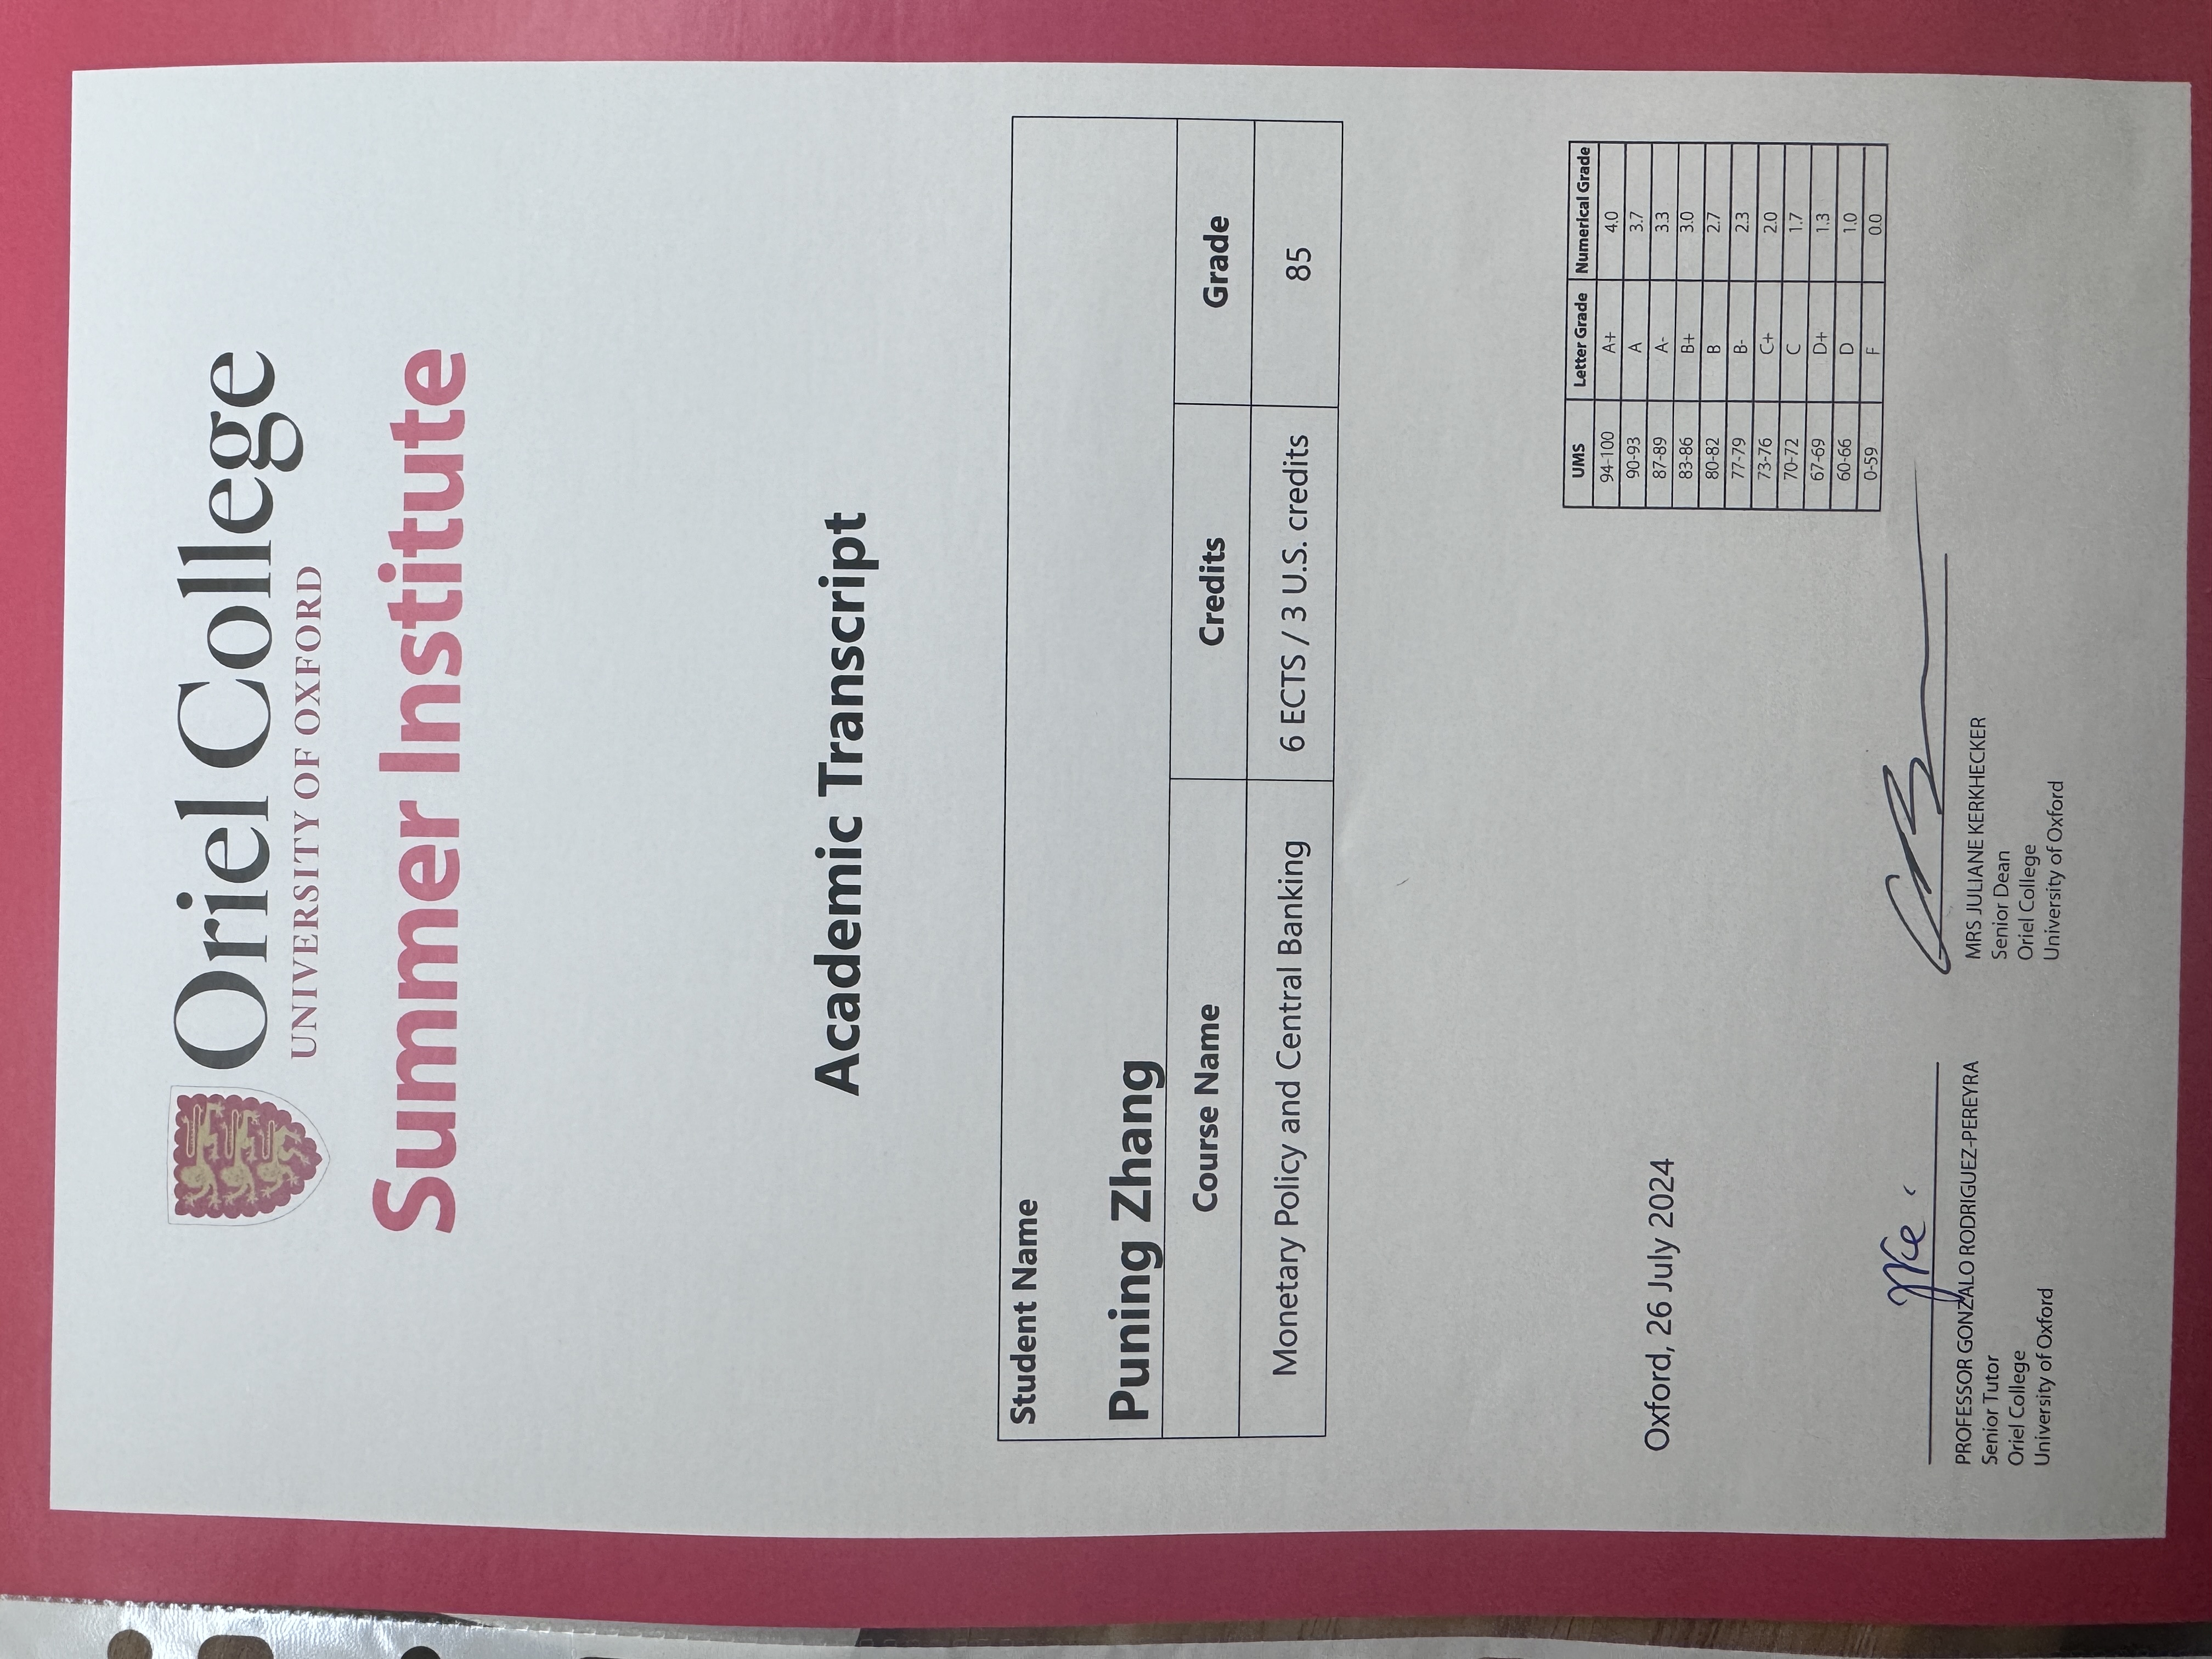 Oriel College
UNIVERSITY OF OXFORD
Summer Institute
Academic Transcript
Student Name
Puning Zhang
Course Name Credits Grade
Monetary Policy and Central Banking 6 ECTS / 3 U.S. credits 85
UMS Letter Grade Numerical Grade
94-100 A+ 4.0
90-93 A 3.7
87-89 A- 3.3
83-86 B+ 3.0
80-82 B 2.7
77-79 B- 2.3
73-76 C+ 2.0
70-72 C 1.7
67-69 D+ 1.3
60-66 D 1.0
0-59 F 0.0
Oxford, 26 July 2024
PROFESSOR GONZALO RODRIGUEZ-PEREYRA
Senior Tutor
Oriel College
University of Oxford
MRS JULIANE KERKHECKER
Senior Dean
Oriel College
University of Oxford